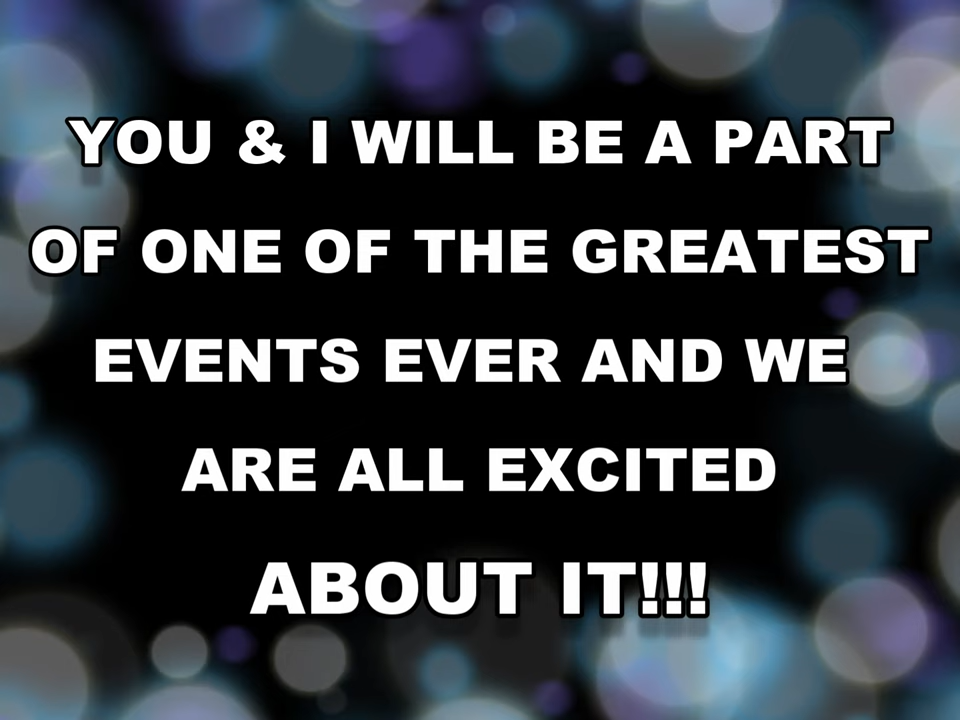 YOU & I WILL BE A PART
OF ONE OF THE GREATEST
EVENTS EVER AND WE
ARE ALL EXCITED
ABOUT IT!!!